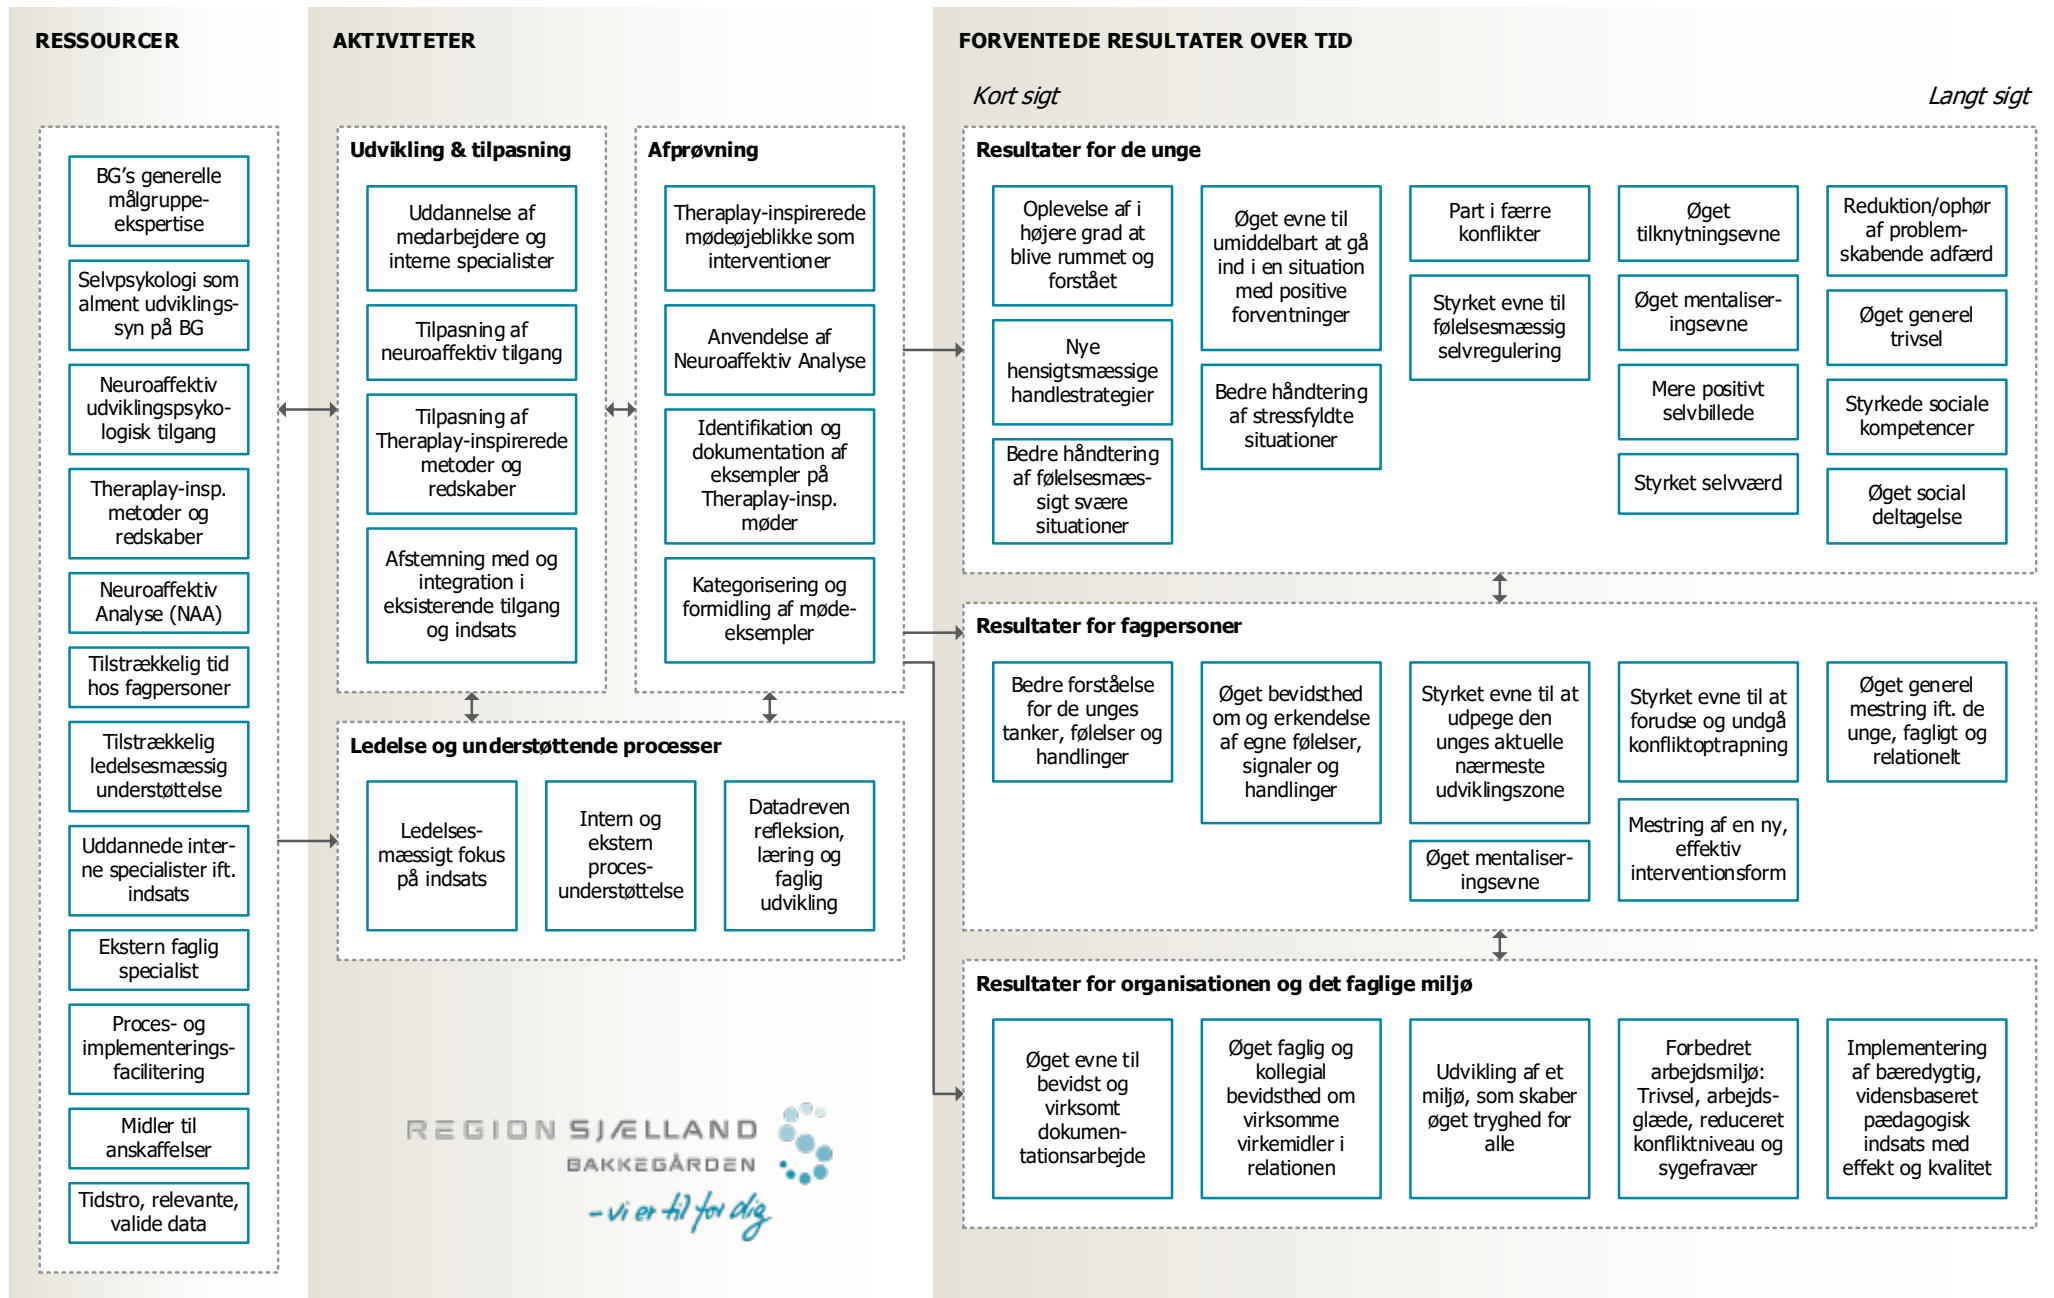 RESSOURCER
BG's generelle
målgruppe-
ekspertise
Selvpsykologi som
alment udviklings-
syn på BG
Neuroaffektiv
udviklingspsyko-
logisk tilgang
Theraplay-insp.
metoder og
redskaber
Neuroaffektiv
Analyse (NAA)
Tilstrækkelig tid
hos fagpersoner
Tilstrækkelig
ledelsesmæssig
understøttelse
Uddannede inter-
ne specialister ift.
indsats
Ekstern faglig
specialist
Proces- og
implementerings-
facilitering
Midler til
anskaffelser
Tidstro, relevante,
valide data
AKTIVITETER
Udvikling & tilpasning
Uddannelse af
medarbejdere og
interne specialister
Tilpasning af
neuroaffektiv tilgang
Tilpasning af
Theraplay-inspirerede
metoder og
redskaber
Afstemning med og
integration i
eksisterende tilgang
og indsats
Afprøvning
Theraplay-inspirerede
mødeøjeblikke som
interventioner
Anvendelse af
Neuroaffektiv Analyse
Identifikation og
dokumentation af
eksempler på
Theraplay-insp.
møder
Kategorisering og
formidling af møde-
eksempler
Ledelse og understøttende processer
Ledelses-
mæssigt fokus
på indsats
Intern og
ekstern
proces-
understøttelse
Datadreven
refleksion,
læring og
faglig
udvikling
REGION SJÆLLAND
BAKKEGÅRDEN
- vi er til for dig
FORVENTEDE RESULTATER OVER TID
Kort sigt
Langt sigt
Resultater for de unge
Oplevelse af i
højere grad at
blive rummet og
forstået
Nye
hensigtsmæssige
handlestrategier
Bedre håndtering
af følelsesmæs-
sigt svære
situationer
Øget evne til
umiddelbart at gå
ind i en situation
med positive
forventninger
Bedre håndtering
af stressfyldte
situationer
Part i færre
konflikter
Styrket evne til
følelsesmæssig
selvregulering
Øget
tilknytningsevne
Øget mentaliser-
ingsevne
Mere positivt
selvbillede
Styrket selvværd
Reduktion/ophør
af problem-
skabende adfærd
Øget generel
trivsel
Styrkede sociale
kompetencer
Øget social
deltagelse
Resultater for fagpersoner
Bedre forståelse
for de unges
tanker, følelser og
handlinger
Øget bevidsthed
om og erkendelse
af egne følelser,
signaler og
handlinger
Styrket evne til at
udpege den
unges aktuelle
nærmeste
udviklingszone
Øget mentaliser-
ingsevne
Styrket evne til at
forudse og undgå
konfliktoptrapning
Mestring af en ny,
effektiv
interventionsform
Øget generel
mestring ift. de
unge, fagligt og
relationelt
Resultater for organisationen og det faglige miljø
Øget evne til
bevidst og
virksomt
dokumen-
tationsarbejde
Øget faglig og
kollegial
bevidsthed om
virksomme
virkemidler i
relationen
Udvikling af et
miljø, som skaber
øget tryghed for
alle
Forbedret
arbejdsmiljø:
Trivsel, arbejds-
glæde, reduceret
konfliktniveau og
sygefravær
Implementering
af bæredygtig,
vidensbaseret
pædagogisk
indsats med
effekt og kvalitet